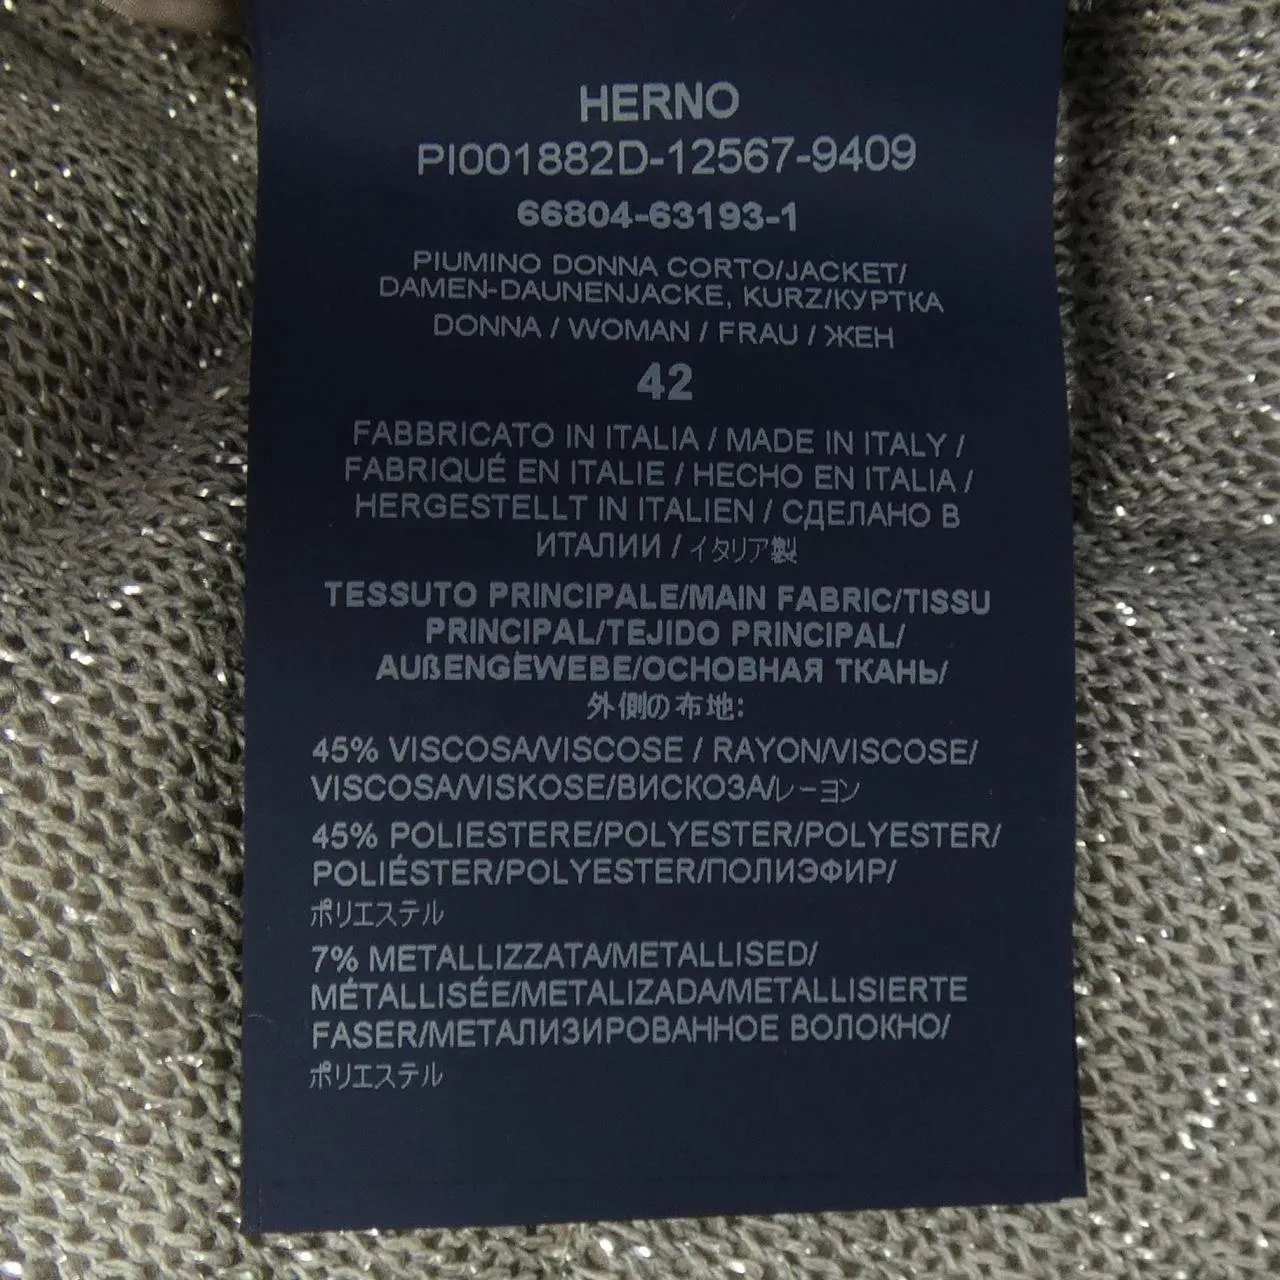 HERNO
PI001882D-12567-9409
66804-63193-1
PIUMINO DONNA CORTO/JACKET/
DAMEN-DAUNENJACKE, KURZ/КУРТКА
DONNA / WOMAN / FRAU / ЖЕН
42
FABBRICATO IN ITALIA / MADE IN ITALY /
FABRIQUÉ EN ITALIE / HECHO EN ITALIA /
HERGESTELLT IN ITALIEN / СДЕЛАНО В
ИТАЛИИ / イタリア製
TESSUTO PRINCIPALE/MAIN FABRIC/TISSU
PRINCIPAL/TEJIDO PRINCIPAL/
AUßENGEWEBE/ОСНОВНАЯ ТКАНЬ/
外側の布地:
45% VISCOSA/VISCOSE / RAYON/VISCOSE/
VISCOSA/VISKOSE/ВИСКОЗА/レーヨン
45% POLIESTERE/POLYESTER/POLYESTER/
POLIÉSTER/POLYESTER/ПОЛИЭФИР/
ポリエステル
7% METALLIZZATA/METALLISED/
MÉTALLISÉE/METALIZADA/METALLISIERTE
FASER/МЕТАЛИЗИРОВАННОЕ ВОЛОКНО/
ポリエステル